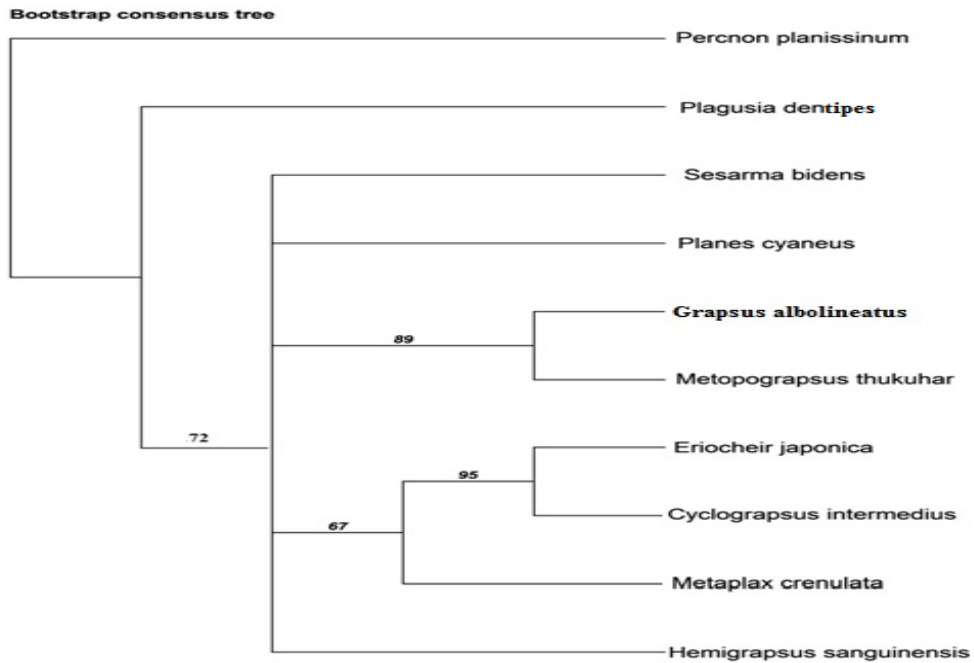 Bootstrap consensus tree
Percnon planissinum
Plagusia dentipes
Sesarma bidens
Planes cyaneus
Grapsus albolineatus
89
Metopograpsus thukuhar
72
Eriocheir japonica
95
Cyclograpsus intermedius
67
Metaplax crenulata
Hemigrapsus sanguinensis